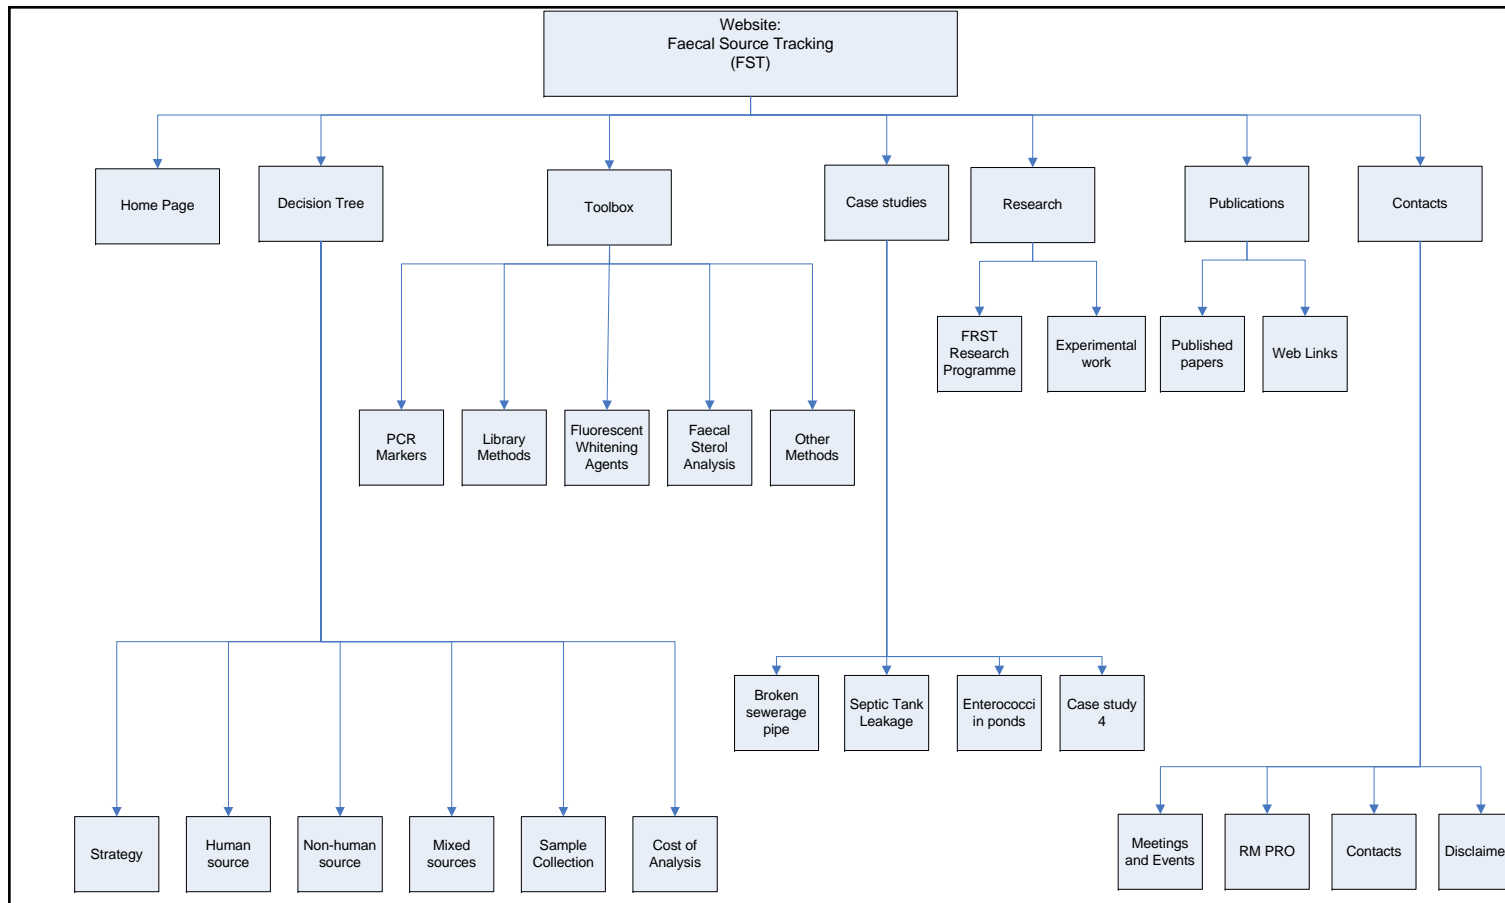 Website:
Faecal Source Tracking
(FST)
Home Page
Decision Tree
Toolbox
Case studies
Research
Publications
Contacts
FRST
Research
Programme
Experimental
work
Published
papers
Web Links
PCR
Markers
Library
Methods
Fluorescent
Whitening
Agents
Faecal
Sterol
Analysis
Other
Methods
Broken
sewerage
pipe
Septic Tank
Leakage
Enterococci
in ponds
Case study
4
Strategy
Human
source
Non-human
source
Mixed
sources
Sample
Collection
Cost of
Analysis
Meetings
and Events
RM PRO
Contacts
Disclaime